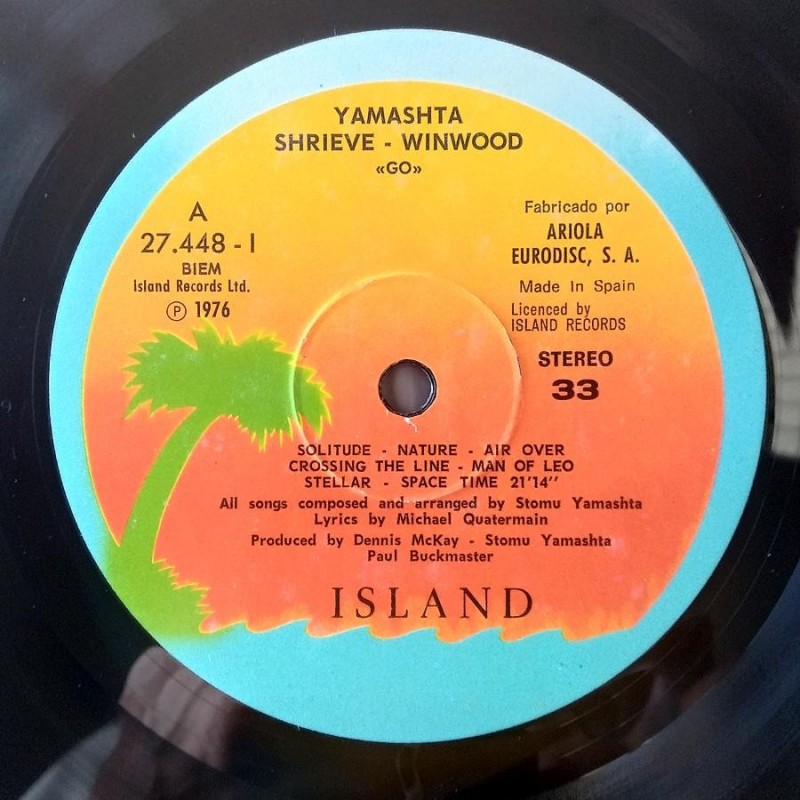 YAMASHTA
SHRIEVE - WINWOOD
«GO»
A
27.448 - I
BIEM
Island Records Ltd.
Ⓟ 1976
Fabricado por
ARIOLA
EURODISC, S. A.
Made In Spain
Licenced by
ISLAND RECORDS
STEREO
33
SOLITUDE - NATURE - AIR OVER
CROSSING THE LINE - MAN OF LEO
STELLAR - SPACE TIME 21'14''
All songs composed and arranged by Stomu Yamashta
Lyrics by Michael Quatermain
Produced by Dennis McKay - Stomu Yamashta
Paul Buckmaster
ISLAND